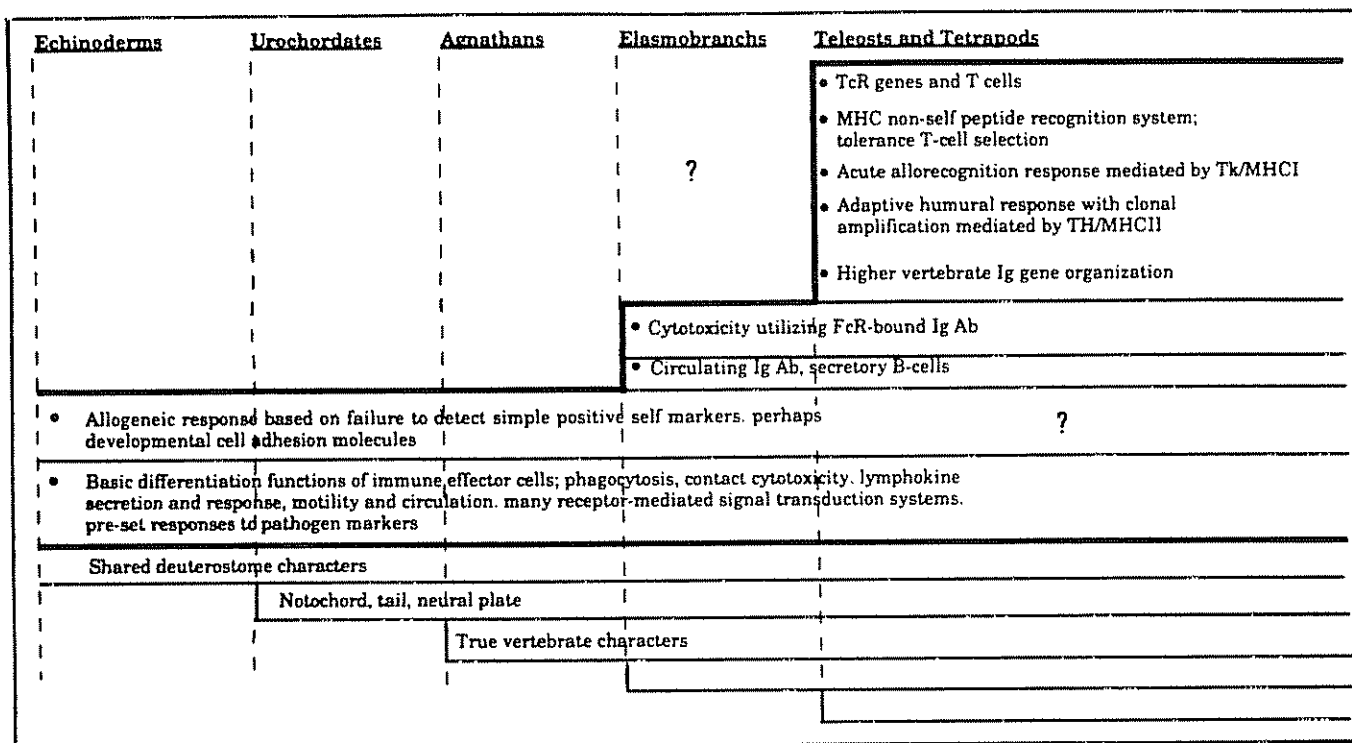 Echinoderms Urochordates Agnathans Elasmobranchs Teleosts and Tetrapods
• TcR genes and T cells
• MHC non-self peptide recognition system;
tolerance T-cell selection
?
• Acute allorecognition response mediated by Tk/MHCI
• Adaptive humural response with clonal
amplification mediated by TH/MHCII
• Higher vertebrate Ig gene organization
• Cytotoxicity utilizing FcR-bound Ig Ab
• Circulating Ig Ab, secretory B-cells
• Allogeneic response based on failure to detect simple positive self markers. perhaps
developmental cell adhesion molecules
?
• Basic differentiation functions of immune effector cells; phagocytosis, contact cytotoxicity. lymphokine
secretion and response, motility and circulation. many receptor-mediated signal transduction systems.
pre-set responses to pathogen markers
Shared deuterostome characters
Notochord, tail, neural plate
True vertebrate characters